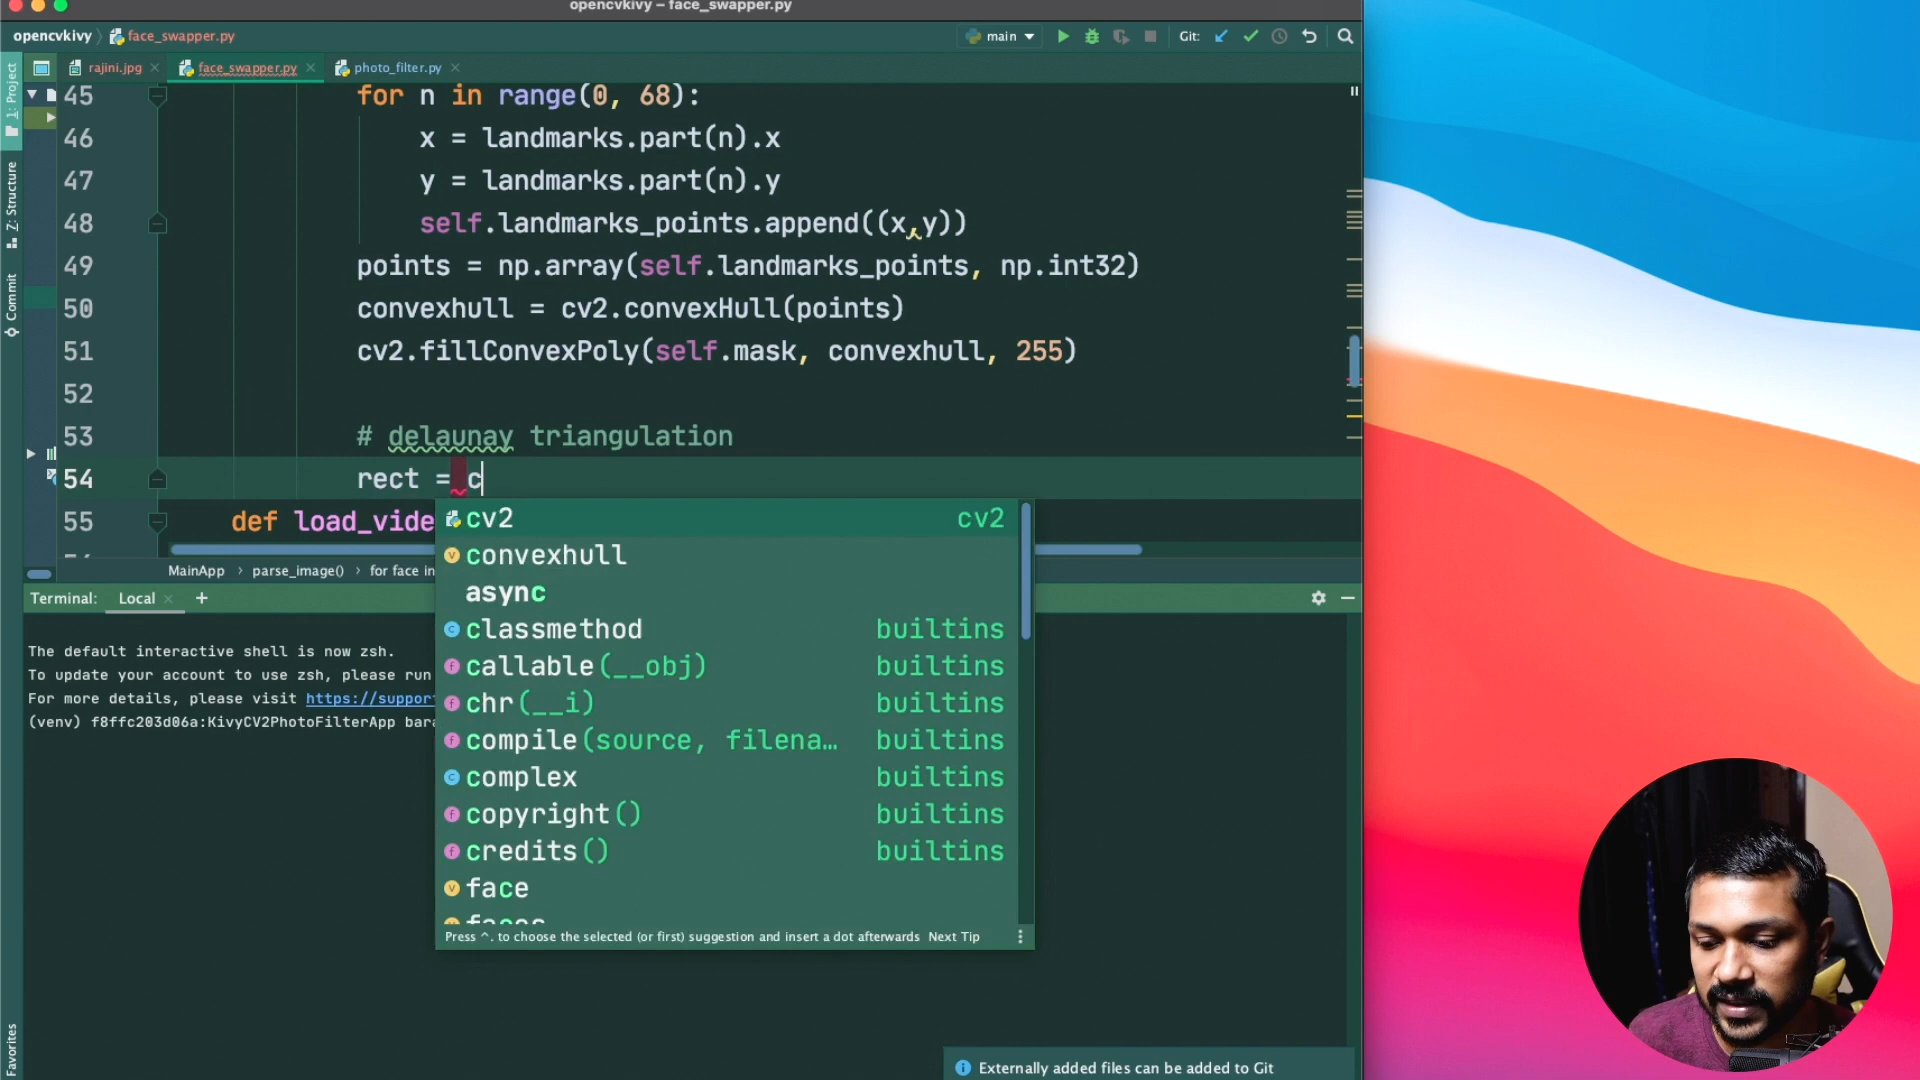 opencvkivy – face_swapper.py
opencvkivy face_swapper.py main Git:
rajini.jpg face_swapper.py photo_filter.py
1: Project
Z: Structure
Commit
Favorites
45 for n in range(0, 68):
46 x = landmarks.part(n).x
47 y = landmarks.part(n).y
48 self.landmarks_points.append((x,y))
49 points = np.array(self.landmarks_points, np.int32)
50 convexhull = cv2.convexHull(points)
51 cv2.fillConvexPoly(self.mask, convexhull, 255)
52
53 # delaunay triangulation
54 rect = c
55 def load_vide
cv2 cv2
convexhull
async
classmethod builtins
callable(__obj) builtins
chr(__i) builtins
compile(source, filena… builtins
complex builtins
copyright() builtins
credits() builtins
face
faces
Press ^. to choose the selected (or first) suggestion and insert a dot afterwards Next Tip
MainApp › parse_image() › for face in
Terminal: Local +
The default interactive shell is now zsh.
To update your account to use zsh, please run
For more details, please visit https://support
(venv) f8ffc203d06a:KivyCV2PhotoFilterApp bara
Externally added files can be added to Git